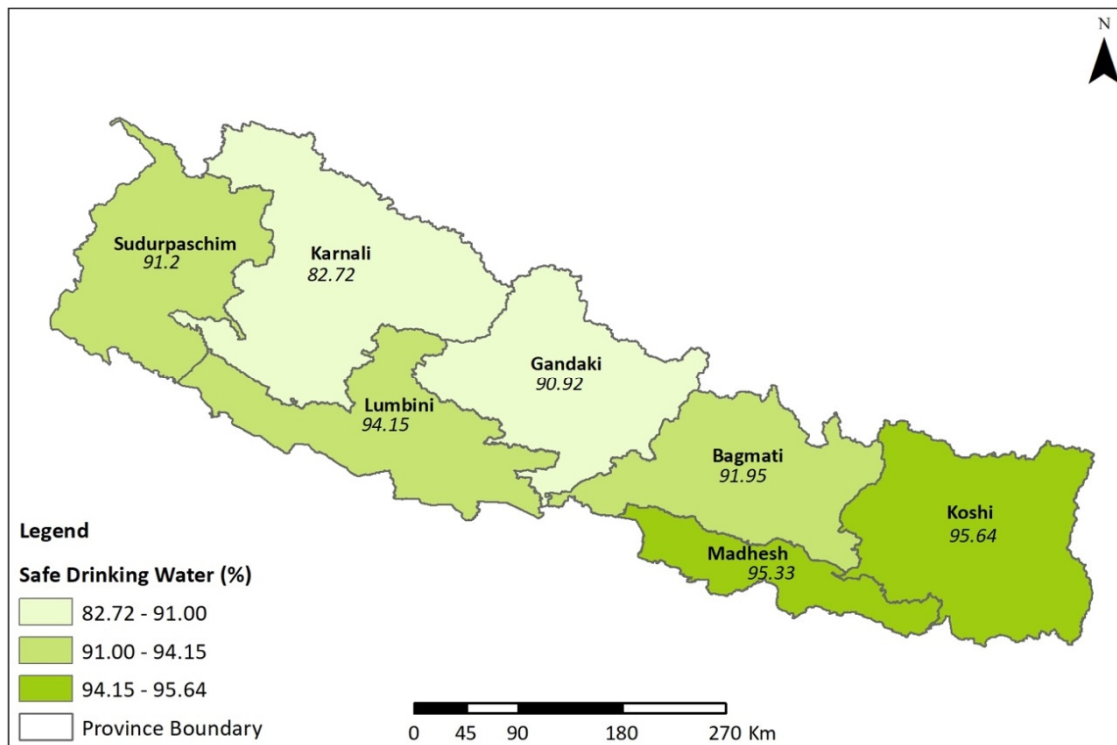 N
Sudurpaschim
91.2
Karnali
82.72
Gandaki
90.92
Lumbini
94.15
Bagmati
91.95
Koshi
95.64
Madhesh
95.33
Legend
Safe Drinking Water (%)
82.72 - 91.00
91.00 - 94.15
94.15 - 95.64
Province Boundary
0 45 90 180 270 Km